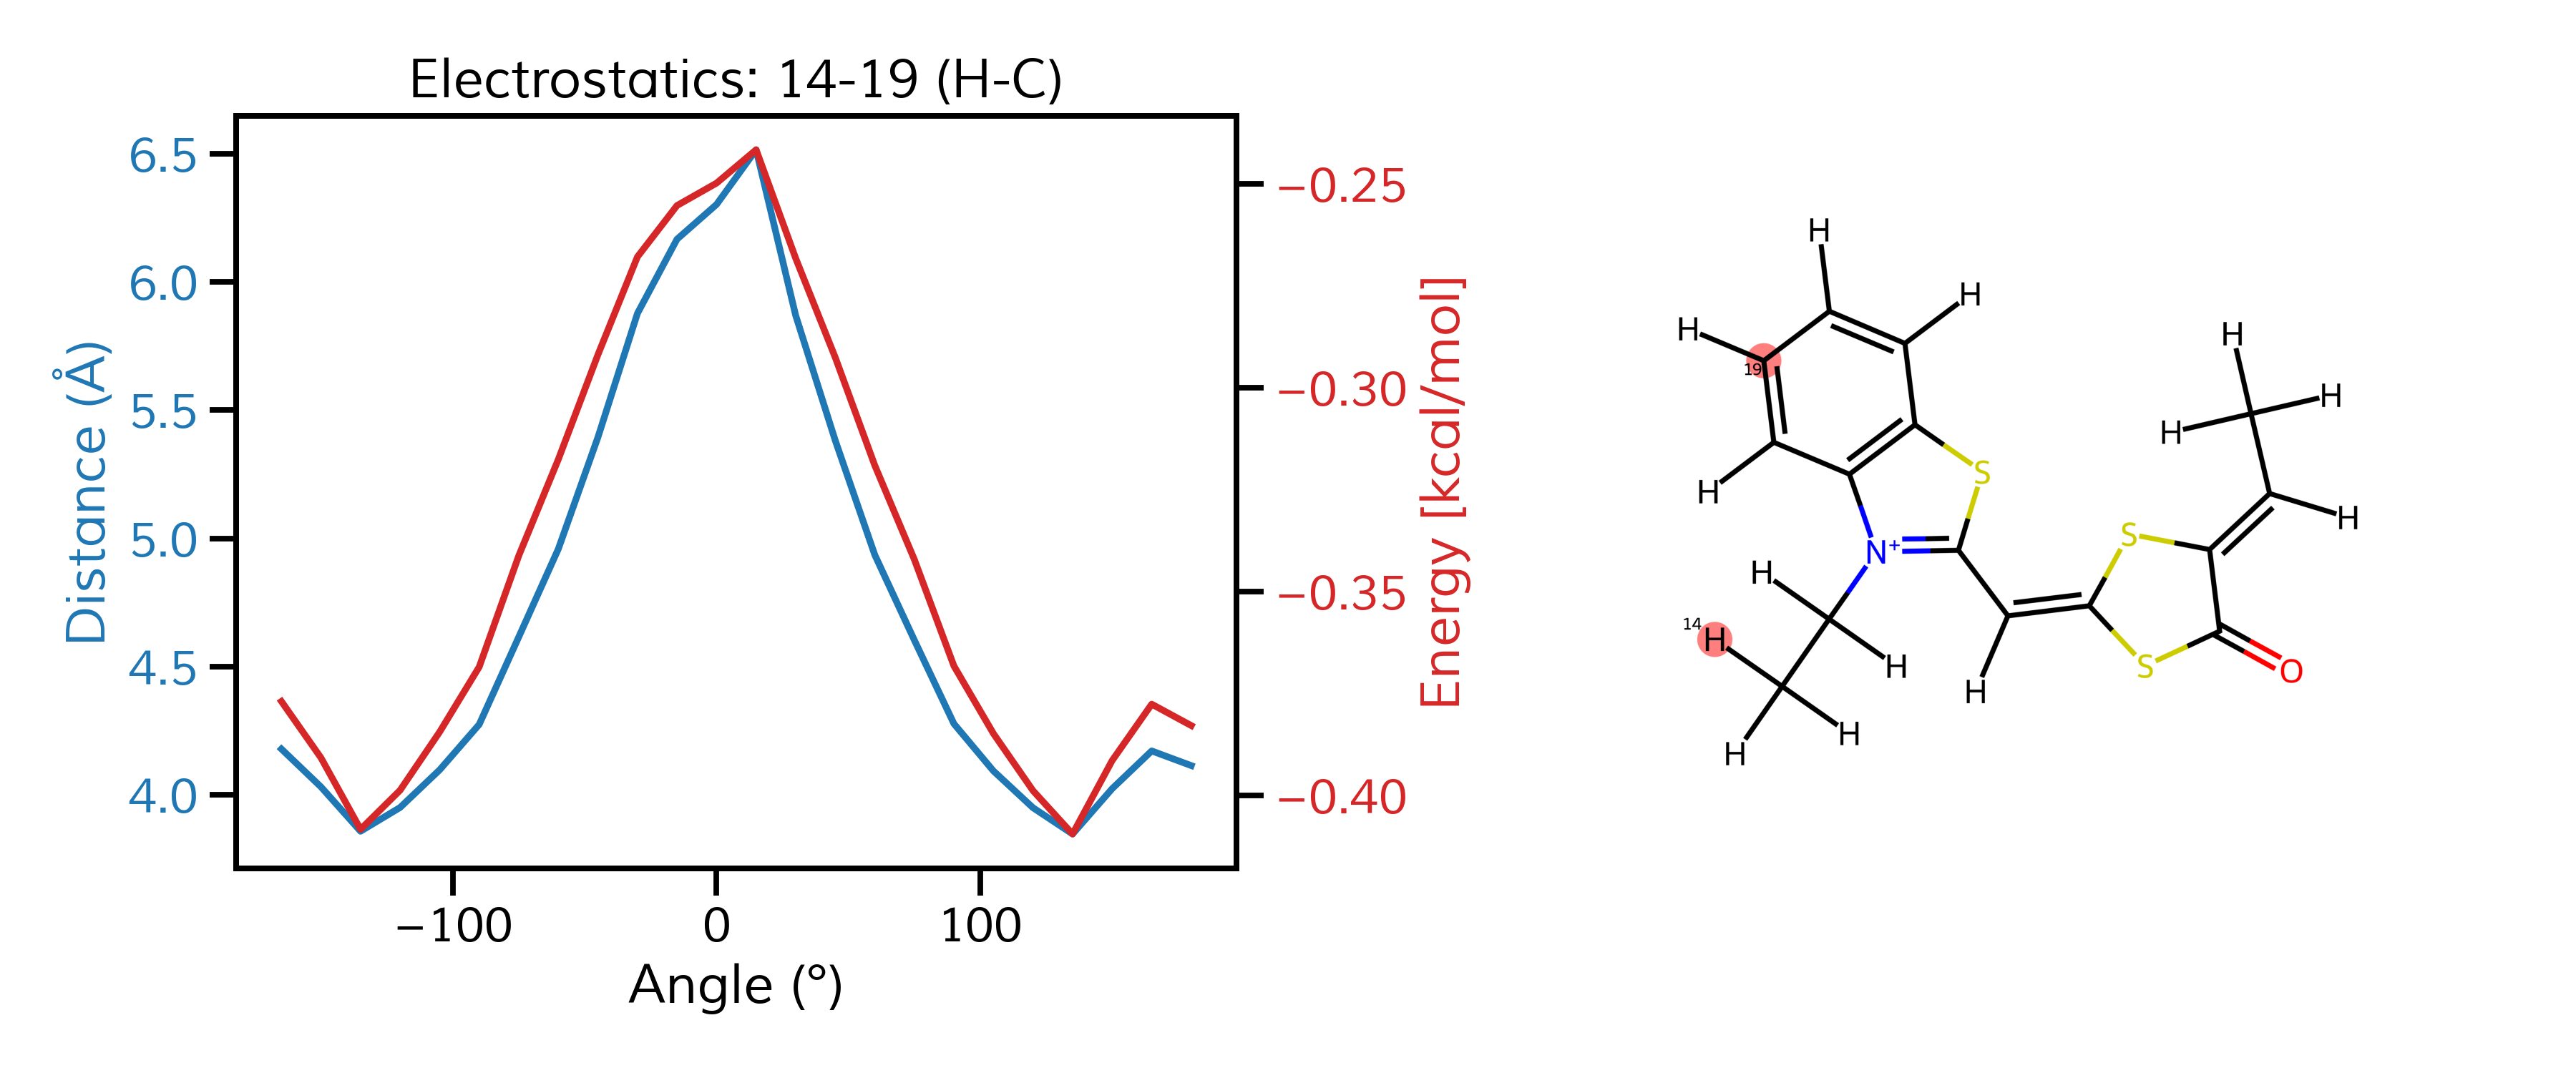 Electrostatics: 14-19 (H-C)
6.5
6.0
5.5
5.0
4.5
4.0
Distance (Å)
−0.25
−0.30
−0.35
−0.40
Energy [kcal/mol]
−100
0
100
Angle (°)
H
H
H
H
19
H
H
H
H
S
H
S
N+
H
14
H
H
H
S
O
H
H